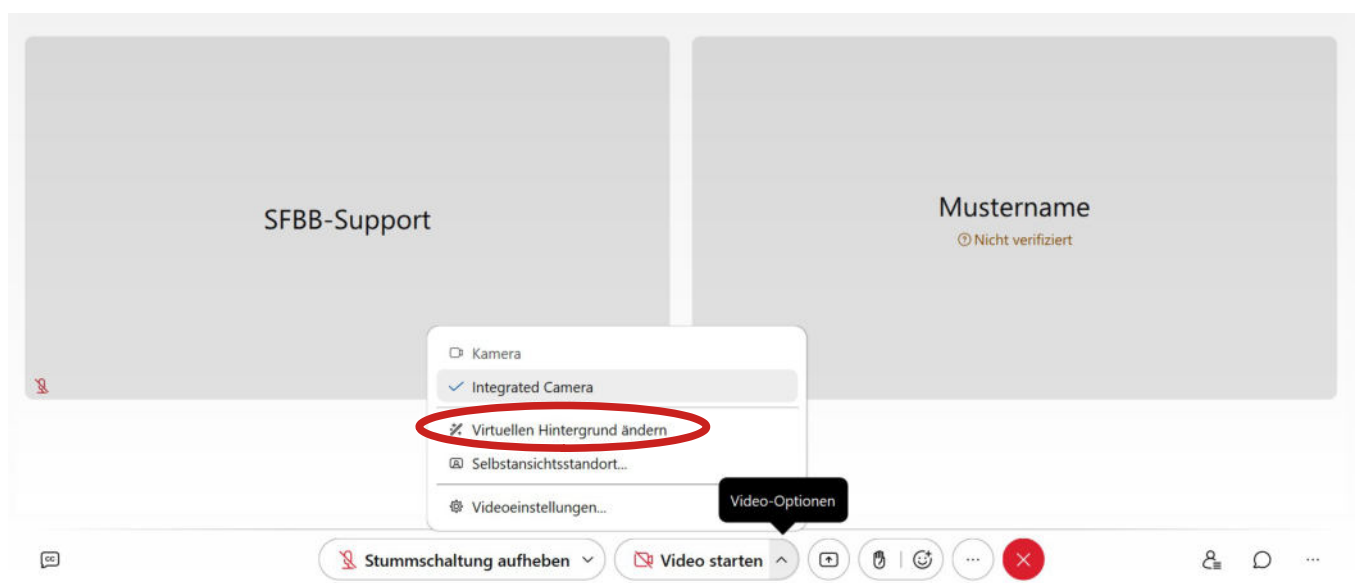 SFBB-Support
Mustername
Nicht verifiziert
Kamera
Integrated Camera
Virtuellen Hintergrund ändern
Selbstansichtsstandort...
Videoeinstellungen...
Video-Optionen
CC
Stummschaltung aufheben
Video starten